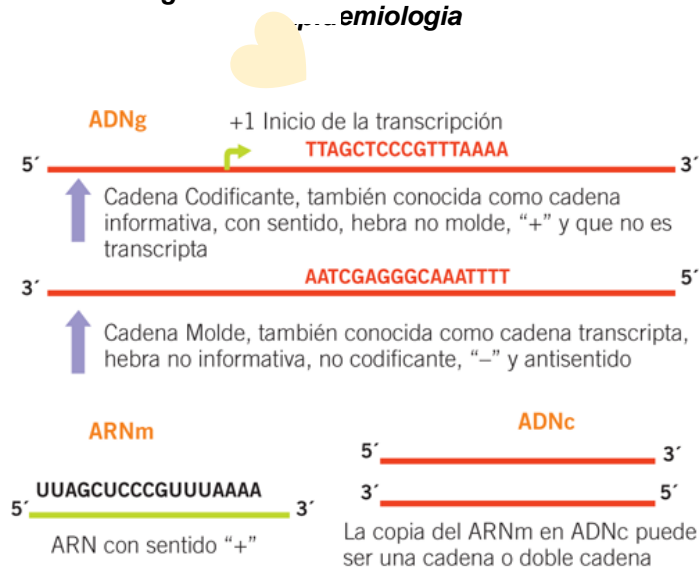 ADNg
+1 Inicio de la transcripción
TTAGCTCCCGTTTAAAA
5´ 3´
Cadena Codificante, también conocida como cadena
informativa, con sentido, hebra no molde, “+” y que no es
transcripta
AATCGAGGGCAAATTTT
3´ 5´
Cadena Molde, también conocida como cadena transcripta,
hebra no informativa, no codificante, “–” y antisentido
ARNm
UUAGCUCCCGUUUAAAA
5´ 3´
ARN con sentido “+”
ADNc
5´ 3´
3´ 5´
La copia del ARNm en ADNc puede
ser una cadena o doble cadena